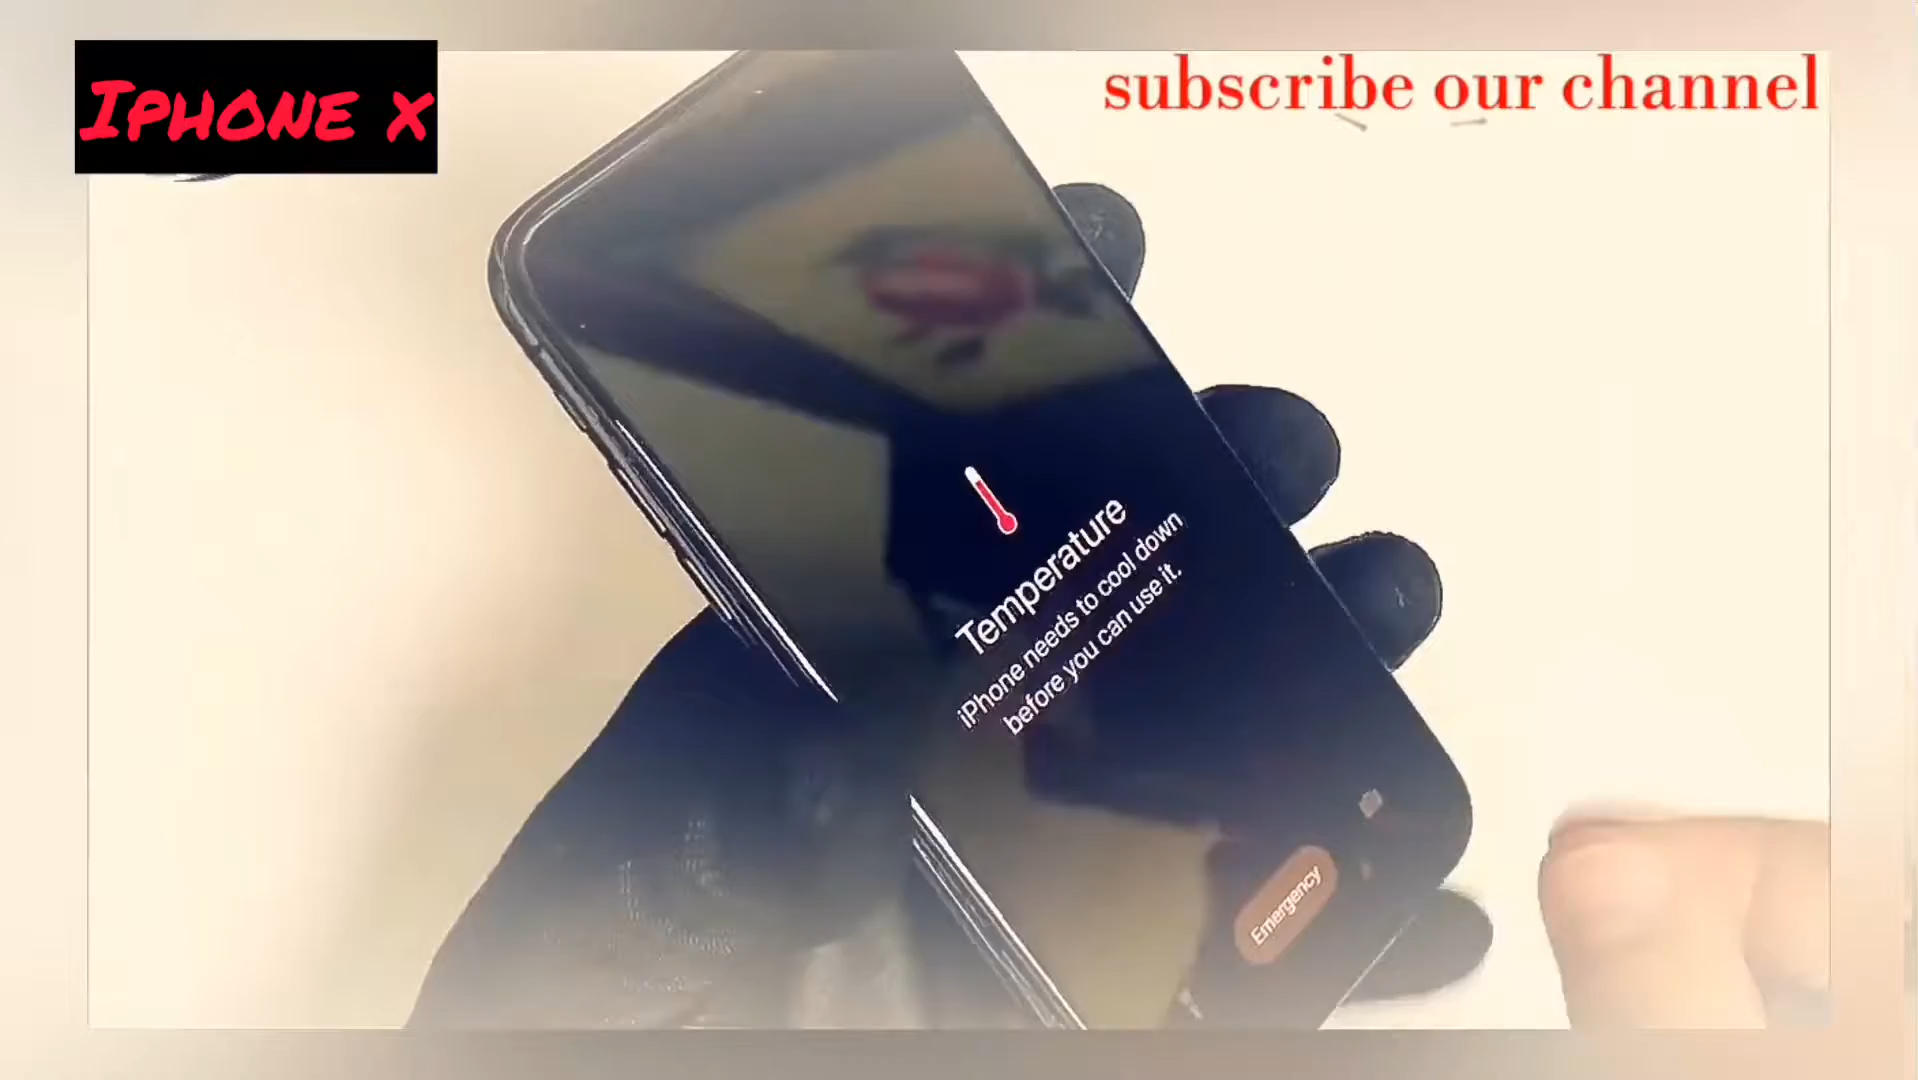 Iphone x
subscribe our channel
Temperature
iPhone needs to cool down
before you can use it.
Emergency